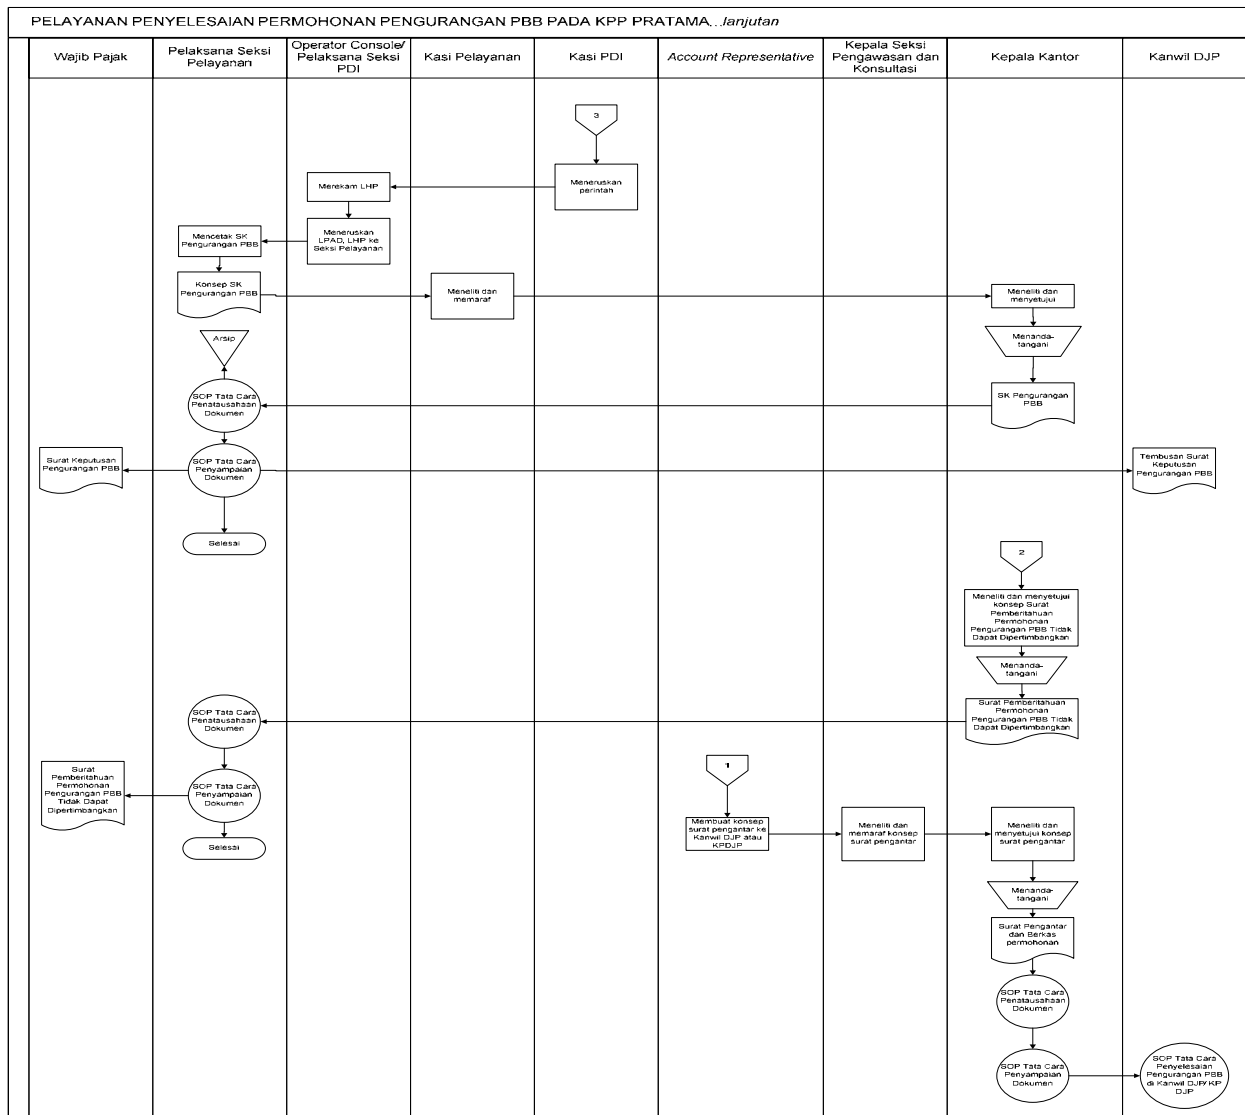 PELAYANAN PENYELESAIAN PERMOHONAN PENGURANGAN PBB PADA KPP PRATAMA...lanjutan
Wajib Pajak
Pelaksana Seksi
Pelayanan
Operator Console/
Pelaksana Seksi
PDI
Kasi Pelayanan
Kasi PDI
Account Representative
Kepala Seksi
Pengawasan dan
Konsultasi
Kepala Kantor
Kanwil DJP
3
Meneruskan
perintah
Merekam LHP
Meneruskan
LPAD, LHP ke
Seksi Pelayanan
Mencetak SK
Pengurangan PBB
Konsep SK
Pengurangan PBB
Meneliti dan
memaraf
Meneliti dan
menyetujui
Menanda-
tangani
SK Pengurangan
PBB
Arsip
SOP Tata Cara
Penatausahaan
Dokumen
SOP Tata Cara
Penyampaian
Dokumen
Surat Keputusan
Pengurangan PBB
Tembusan Surat
Keputusan
Pengurangan PBB
Selesai
2
Meneliti dan menyetujui
konsep Surat
Pemberitahuan
Permohonan
Pengurangan PBB Tidak
Dapat Dipertimbangkan
Menanda-
tangani
Surat Pemberitahuan
Permohonan
Pengurangan PBB Tidak
Dapat Dipertimbangkan
SOP Tata Cara
Penatausahaan
Dokumen
SOP Tata Cara
Penyampaian
Dokumen
Surat
Pemberitahuan
Permohonan
Pengurangan PBB
Tidak Dapat
Dipertimbangkan
Selesai
1
Membuat konsep
surat pengantar ke
Kanwil DJP atau
KPDJP
Meneliti dan
memaraf konsep
surat pengantar
Meneliti dan
menyetujui konsep
surat pengantar
Menanda-
tangani
Surat Pengantar
dan Berkas
permohonan
SOP Tata Cara
Penatausahaan
Dokumen
SOP Tata Cara
Penyampaian
Dokumen
SOP Tata Cara
Penyelesaian
Pengurangan PBB
di Kanwil DJP/ KP
DJP